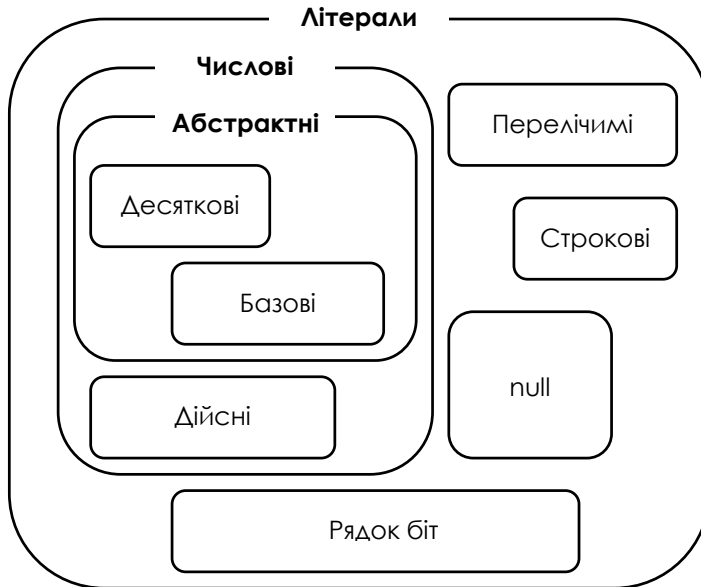 Літерали
Числові
Абстрактні
Десяткові
Базові
Дійсні
Перелічимі
Строкові
null
Рядок біт